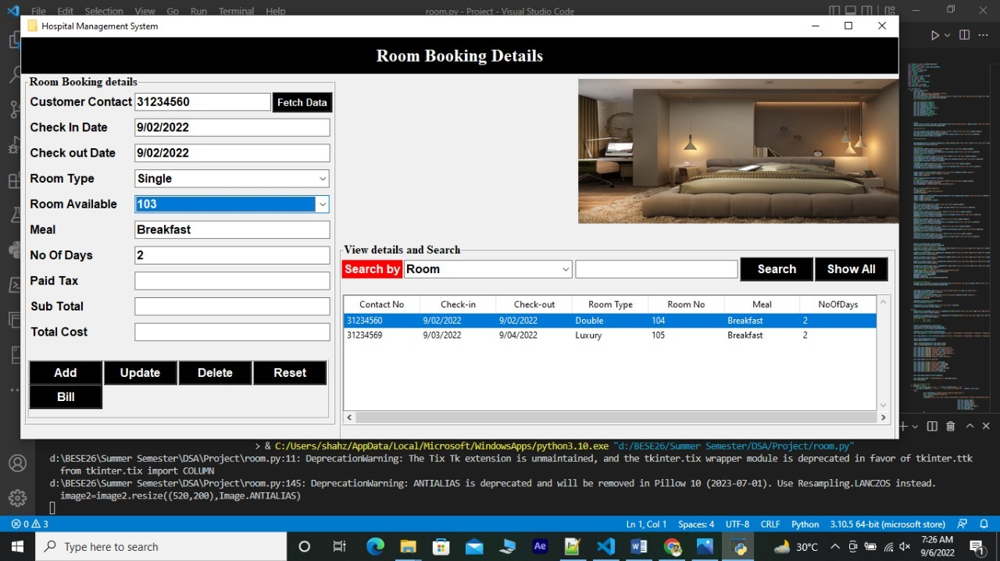 File Edit Selection View Go Run Terminal Help room.py - Project - Visual Studio Code
Hospital Management System
Room Booking Details
Room Booking details
Customer Contact 31234560 Fetch Data
Check In Date 9/02/2022
Check out Date 9/02/2022
Room Type Single
Room Available 103
Meal Breakfast
No Of Days 2
Paid Tax
Sub Total
Total Cost
Add Update Delete Reset
Bill
View details and Search
Search by Room Search Show All
Contact No Check-in Check-out Room Type Room No Meal NoOfDays
31234560 9/02/2022 9/02/2022 Double 104 Breakfast 2
31234569 9/03/2022 9/04/2022 Luxury 105 Breakfast 2
> & C:/Users/shahz/AppData/Local/Microsoft/WindowsApps/python3.10.exe "d:/BESE26/Summer Semester/DSA/Project/room.py"
d:\BESE26\Summer Semester\DSA\Project\room.py:11: DeprecationWarning: The Tix Tk extension is unmaintained, and the tkinter.tix wrapper module is deprecated in favor of tkinter.ttk
from tkinter.tix import COLUMN
d:\BESE26\Summer Semester\DSA\Project\room.py:145: DeprecationWarning: ANTIALIAS is deprecated and will be removed in Pillow 10 (2023-07-01). Use Resampling.LANCZOS instead.
image2=image2.resize((520,200),Image.ANTIALIAS)
0 3 Ln 1, Col 1 Spaces: 4 UTF-8 CRLF Python 3.10.5 64-bit (microsoft store)
Type here to search Ae 30°C 7:26 AM
9/6/2022 1